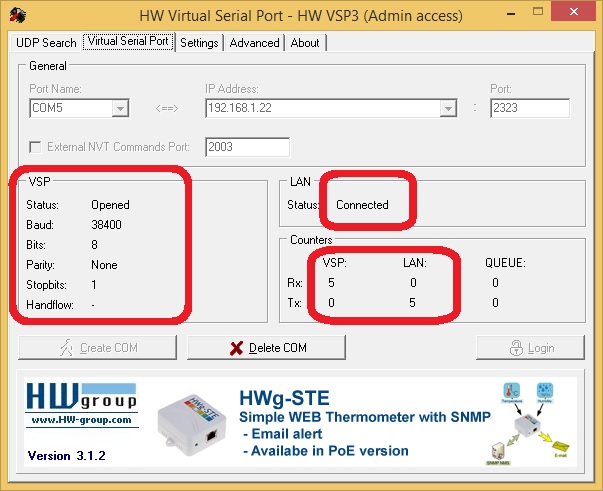 HW Virtual Serial Port - HW VSP3 (Admin access)
UDP Search Virtual Serial Port Settings Advanced About
General
Port Name: IP Address: Port:
COM5 <==> 192.168.1.22 : 2323
External NVT Commands Port: 2003
VSP
Status: Opened
Baud: 38400
Bits: 8
Parity: None
Stopbits: 1
Handflow: -
LAN
Status: Connected
Counters
VSP: LAN: QUEUE:
Rx: 5 0 0
Tx: 0 5 0
Create COM Delete COM Login
HW group
www.HW-group.com
Version 3.1.2
HWg-STE
Simple WEB Thermometer with SNMP
- Email alert
- Availabe in PoE version
Temperature Humidity
SNMP NMS E-mail